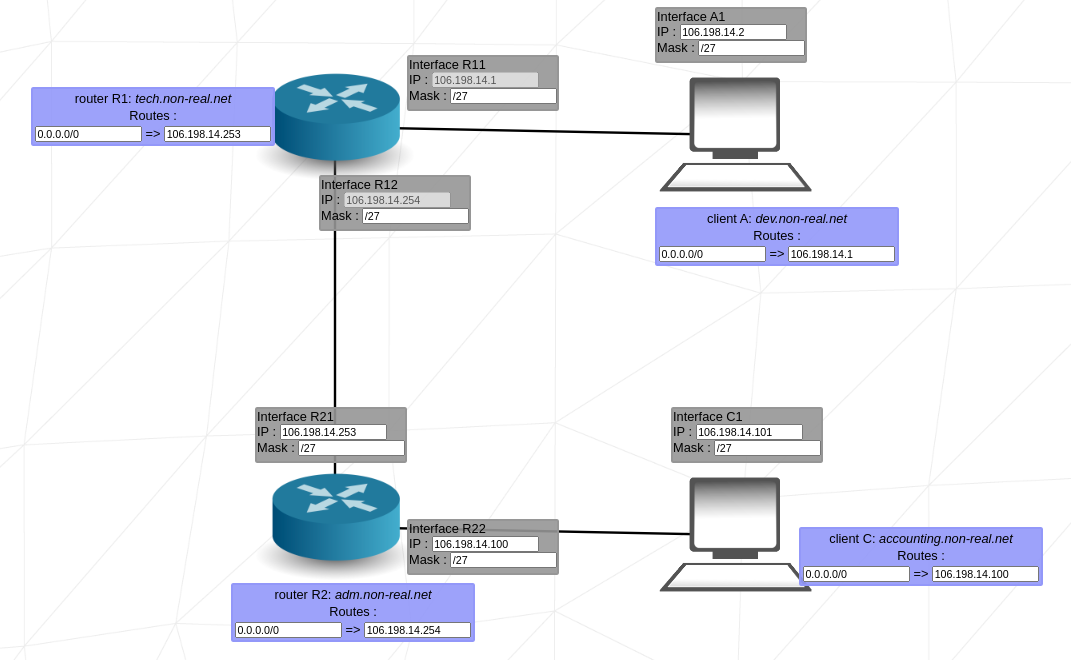 Interface A1
IP : 106.198.14.2
Mask : /27
Interface R11
IP : 106.198.14.1
Mask : /27
router R1: tech.non-real.net
Routes :
0.0.0.0/0 => 106.198.14.253
Interface R12
IP : 106.198.14.254
Mask : /27
client A: dev.non-real.net
Routes :
0.0.0.0/0 => 106.198.14.1
Interface R21
IP : 106.198.14.253
Mask : /27
Interface C1
IP : 106.198.14.101
Mask : /27
Interface R22
IP : 106.198.14.100
Mask : /27
client C: accounting.non-real.net
Routes :
0.0.0.0/0 => 106.198.14.100
router R2: adm.non-real.net
Routes :
0.0.0.0/0 => 106.198.14.254